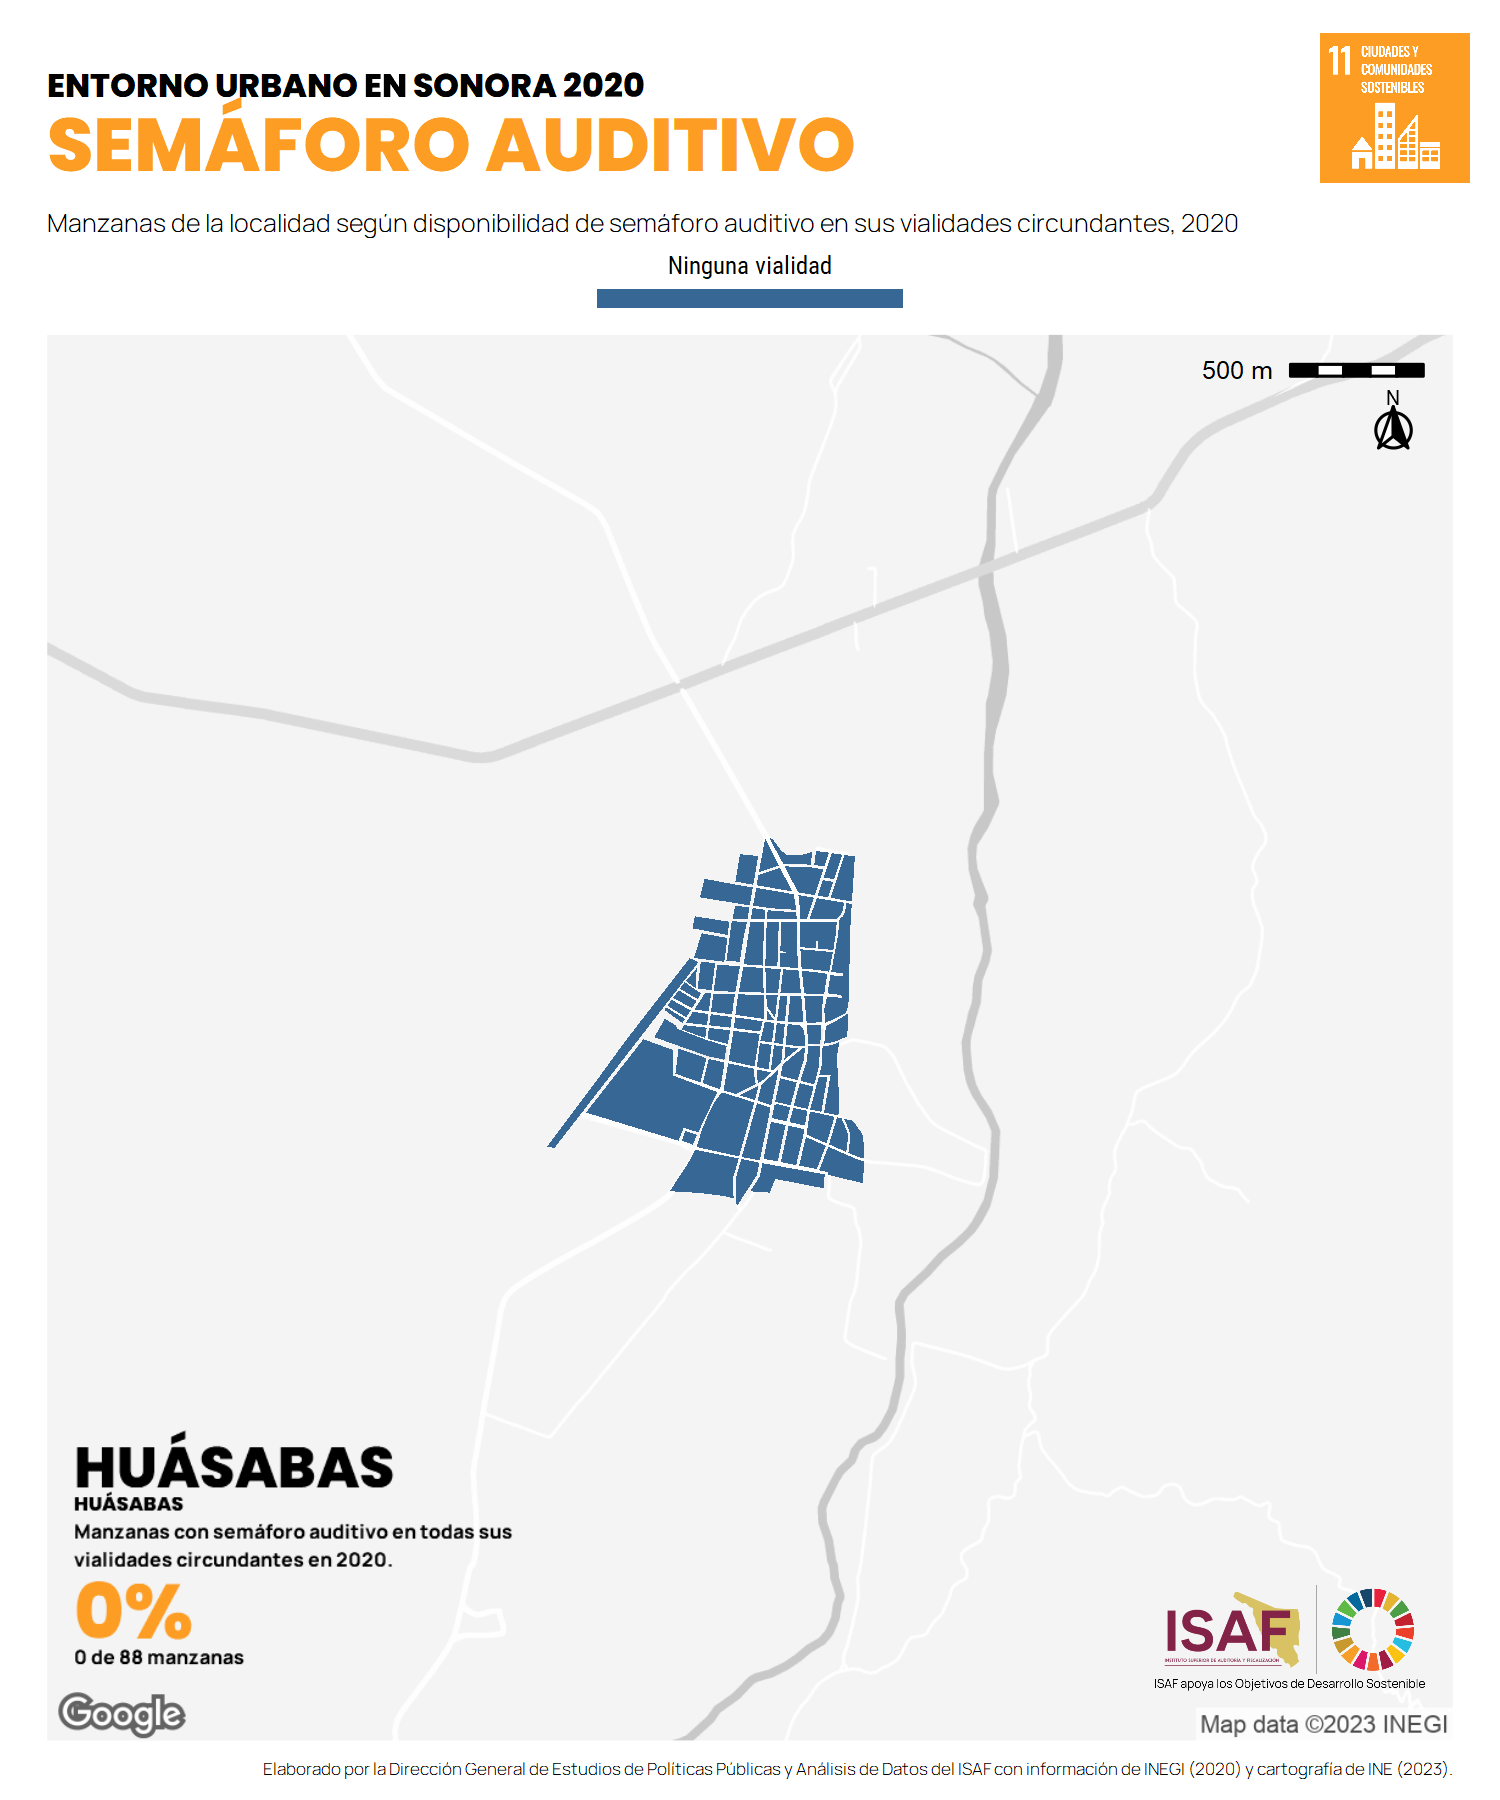 ENTORNO URBANO EN SONORA 2020
SEMÁFORO AUDITIVO
11 CIUDADES Y
COMUNIDADES
SOSTENIBLES
Manzanas de la localidad según disponibilidad de semáforo auditivo en sus vialidades circundantes, 2020
Ninguna vialidad
500 m
N
HUÁSABAS
HUÁSABAS
Manzanas con semáforo auditivo en todas sus
vialidades circundantes en 2020.
0%
0 de 88 manzanas
ISAF
INSTITUTO SUPERIOR DE AUDITORÍA Y FISCALIZACIÓN
ISAF apoya los Objetivos de Desarrollo Sostenible
Google
Map data ©2023 INEGI
Elaborado por la Dirección General de Estudios de Políticas Públicas y Análisis de Datos del ISAF con información de INEGI (2020) y cartografía de INE (2023).